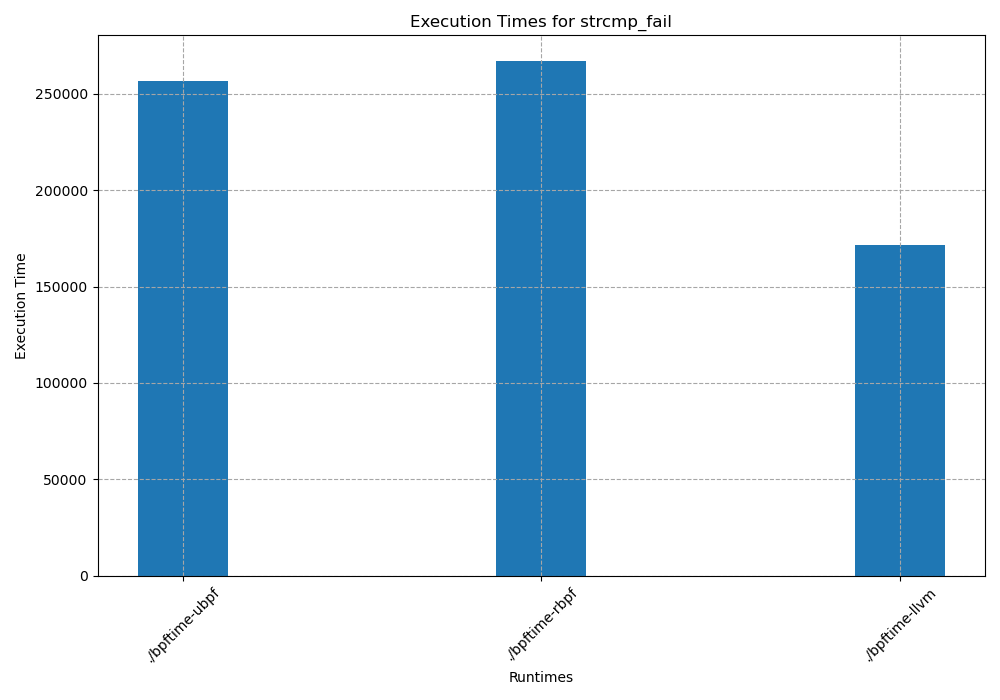 Execution Times for strcmp_fail
Execution Time
250000
200000
150000
100000
50000
0
./bpftime-ubpf
./bpftime-rbpf
./bpftime-llvm
Runtimes